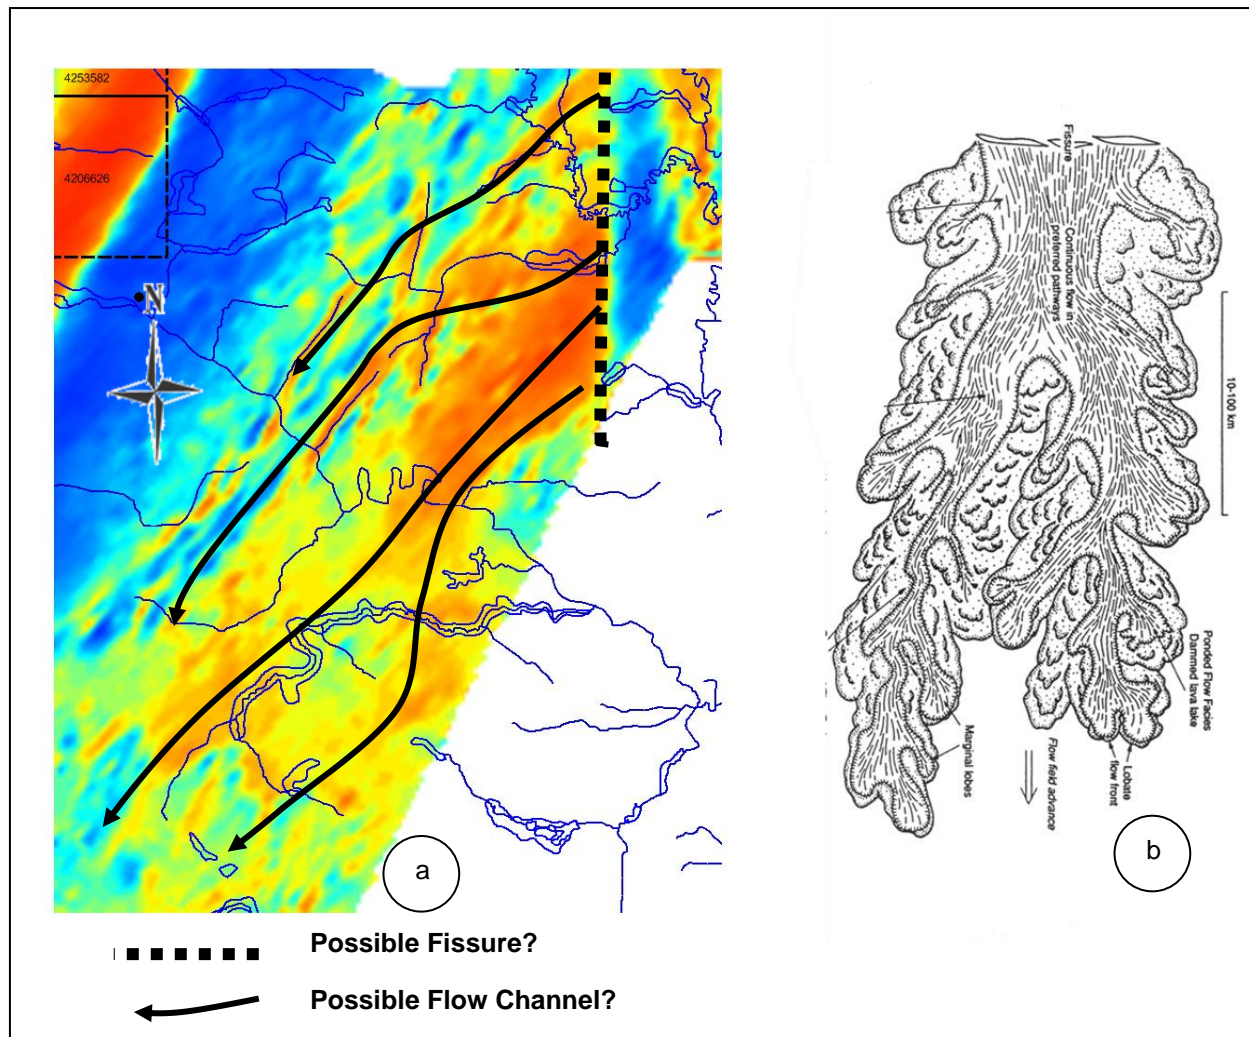 4253582
4206626
N
a
Possible Fissure?
Possible Flow Channel?
Fissure
Continuous flow in
preferred pathways
10-100 km
Ponded Flow Facies
Dammed lava lake
Marginal lobes
Flow field advance
Lobate
flow front
b